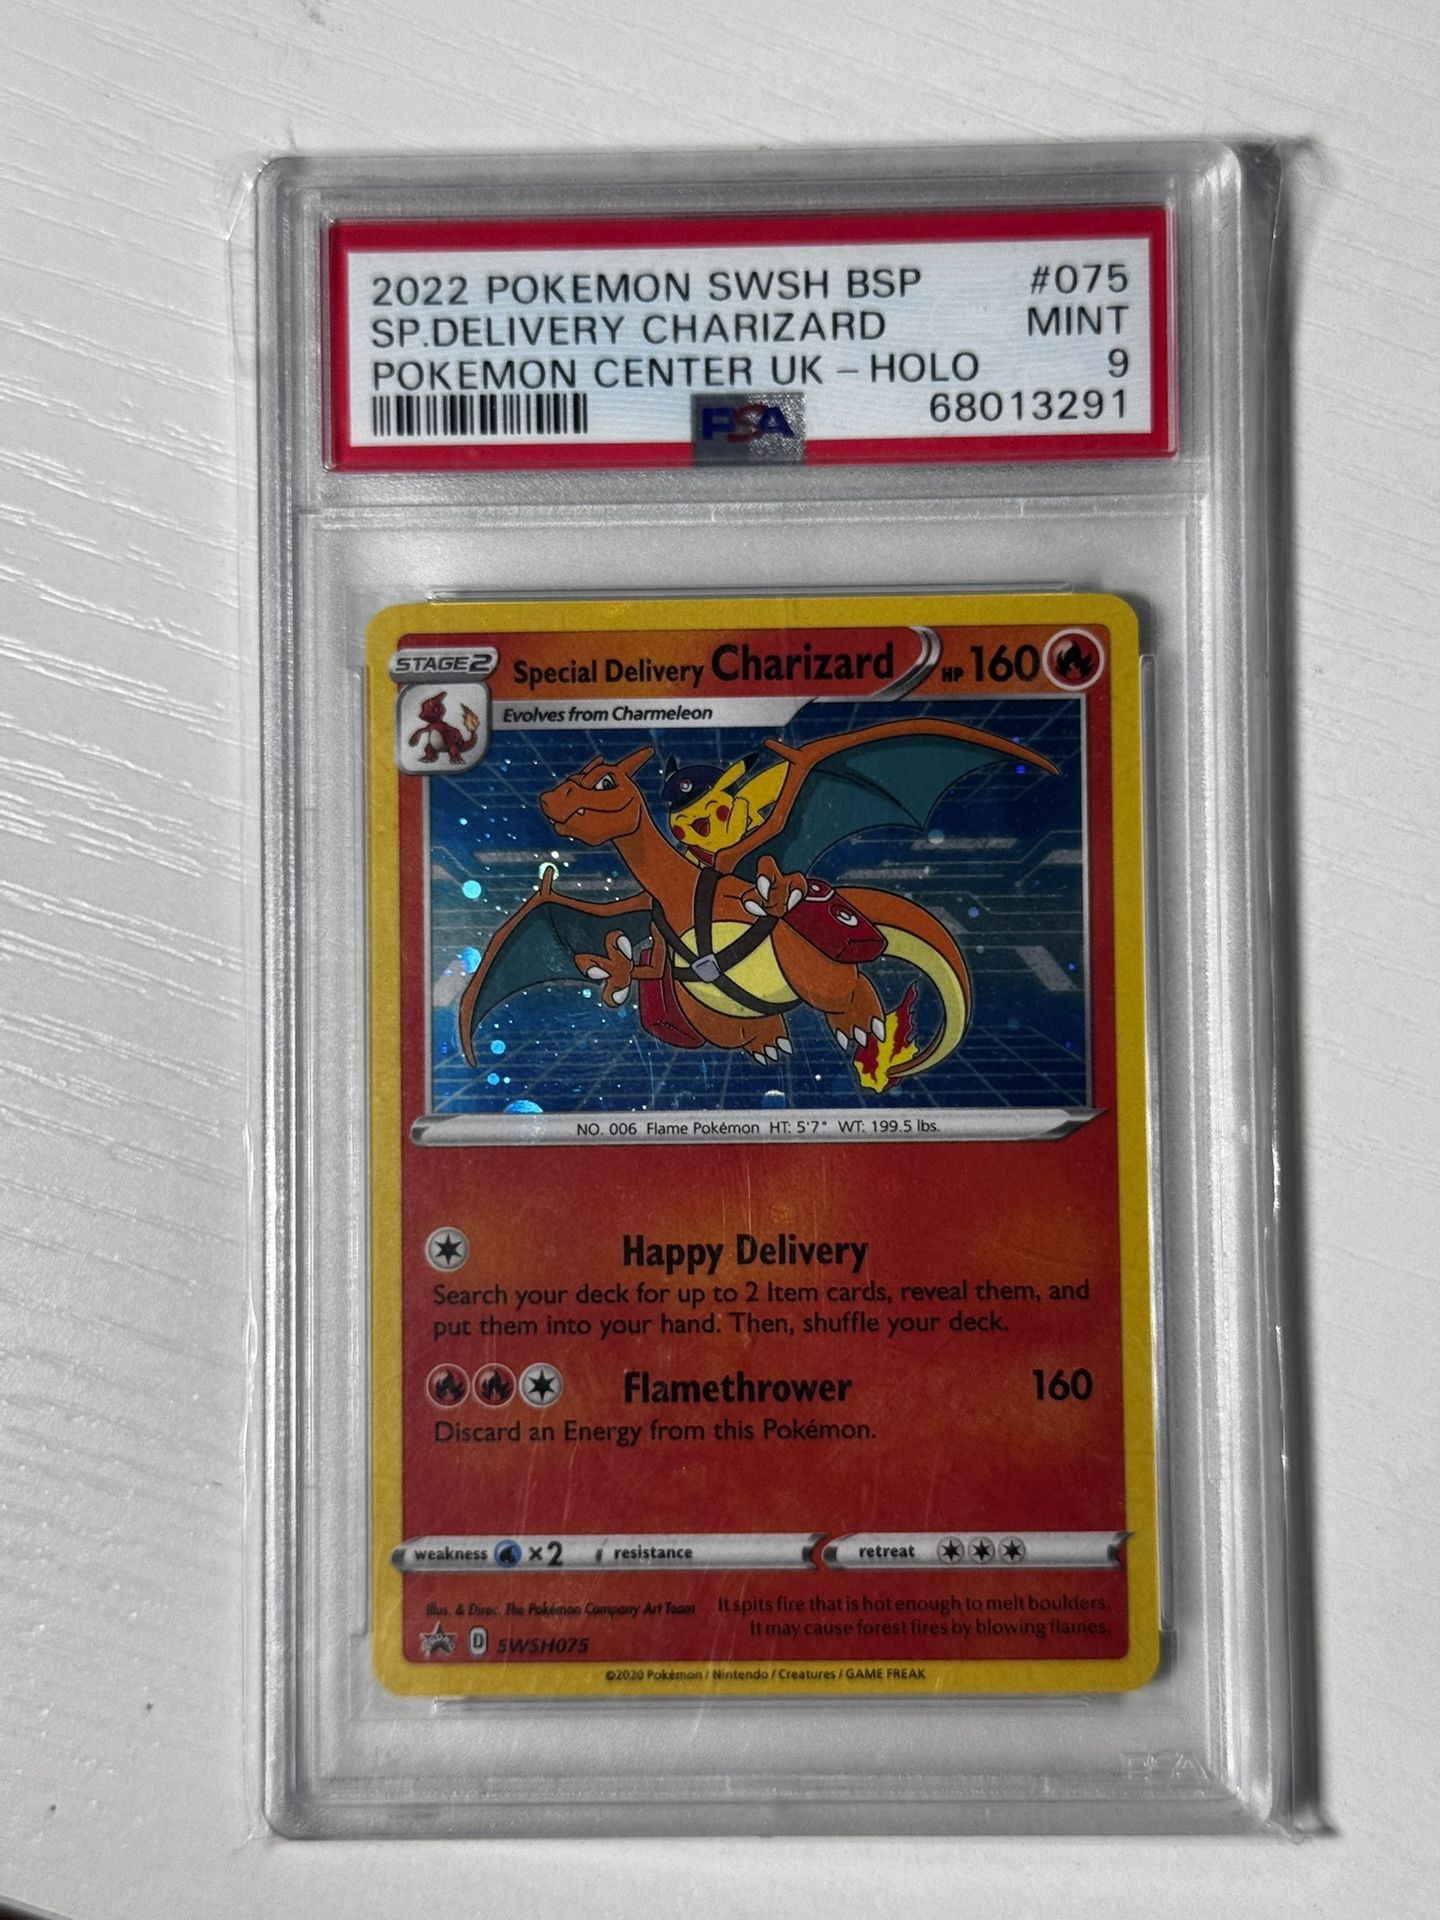 2022 POKEMON SWSH BSP #075
SP.DELIVERY CHARIZARD MINT
POKEMON CENTER UK - HOLO 9
PSA 68013291
STAGE 2 Special Delivery Charizard HP 160
Evolves from Charmeleon
NO. 006 Flame Pokémon HT: 5'7" WT: 199.5 lbs.
Happy Delivery
Search your deck for up to 2 Item cards, reveal them, and
put them into your hand. Then, shuffle your deck.
Flamethrower 160
Discard an Energy from this Pokémon.
weakness ×2 resistance retreat
Illus. & Direc. The Pokémon Company Art Team It spits fire that is hot enough to melt boulders.
It may cause forest fires by blowing flames.
D SWSH075
©2020 Pokémon / Nintendo / Creatures / GAME FREAK
PSA